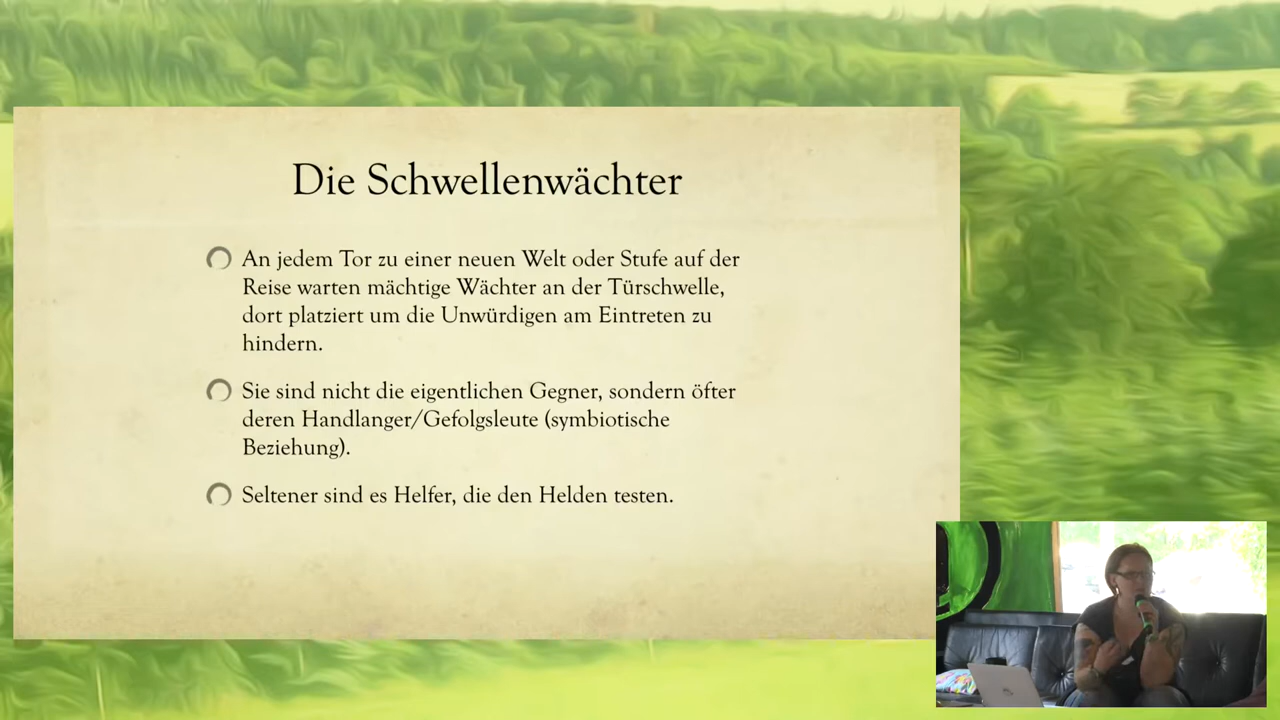 Die Schwellenwächter
An jedem Tor zu einer neuen Welt oder Stufe auf der
Reise warten mächtige Wächter an der Türschwelle,
dort platziert um die Unwürdigen am Eintreten zu
hindern.
Sie sind nicht die eigentlichen Gegner, sondern öfter
deren Handlanger/Gefolgsleute (symbiotische
Beziehung).
Seltener sind es Helfer, die den Helden testen.